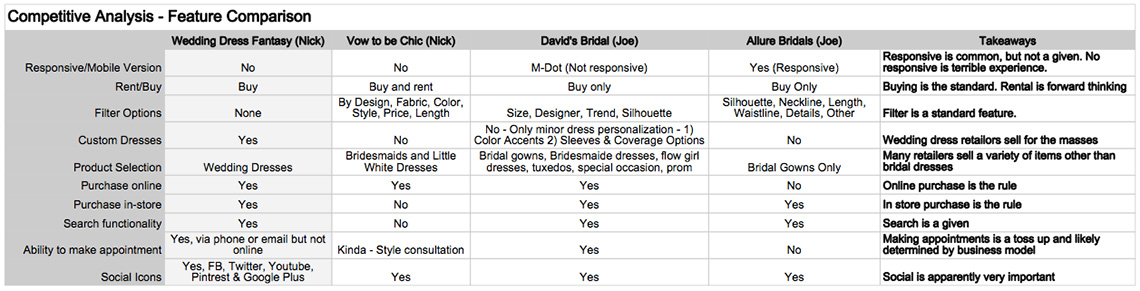 Competitive Analysis - Feature Comparison
Wedding Dress Fantasy (Nick) Vow to be Chic (Nick) David's Bridal (Joe) Allure Bridals (Joe) Takeaways
Responsive/Mobile Version No No M-Dot (Not responsive) Yes (Responsive) Responsive is common, but not a given. No
responsive is terrible experience.
Rent/Buy Buy Buy and rent Buy only Buy Only Buying is the standard. Rental is forward thinking
Filter Options None By Design, Fabric, Color,
Style, Price, Length
Size, Designer, Trend, Silhouette
Silhouette, Neckline, Length,
Waistline, Details, Other
Filter is a standard feature.
Custom Dresses Yes No No - Only minor dress personalization - 1)
Color Accents 2) Sleeves & Coverage Options
No Wedding dress retailors sell for the masses
Product Selection Wedding Dresses Bridesmaids and Little
White Dresses
Bridal gowns, Bridesmaide dresses, flow girl
dresses, tuxedos, special occasion, prom
Bridal Gowns Only
Many retailers sell a variety of items other than
bridal dresses
Purchase online Yes Yes Yes No Online purchase is the rule
Purchase in-store Yes No Yes Yes In store purchase is the rule
Search functionality Yes No Yes Yes Search is a given
Ability to make appointment Yes, via phone or email but not
online
Kinda - Style consultation Yes No Making appointments is a toss up and likely
determined by business model
Social Icons Yes, FB, Twitter, Youtube,
Pintrest & Google Plus
Yes Yes Yes Social is apparently very important